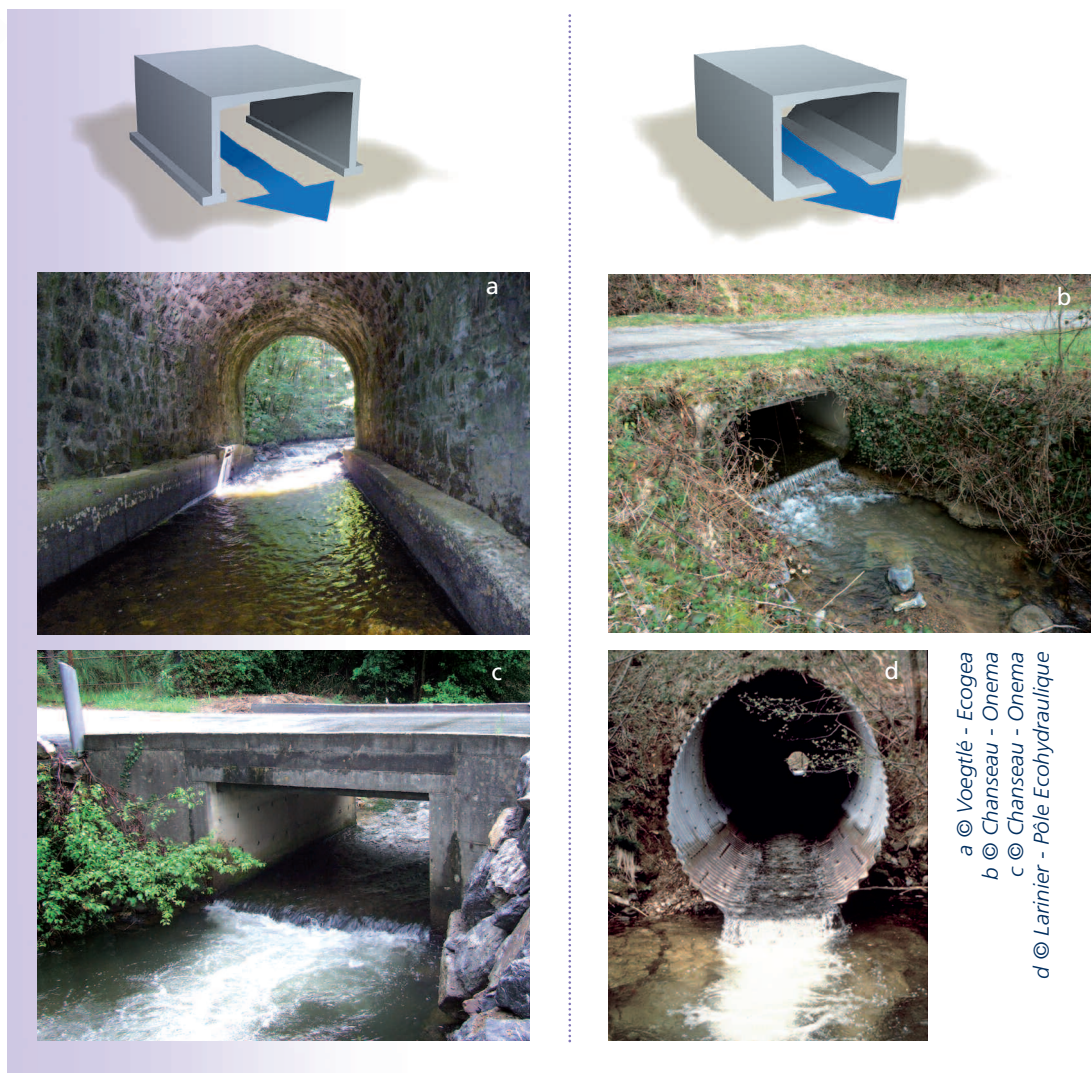 a
b
c
d
a © Voegtlé - Ecogea
b © Chanseau - Onema
c © Chanseau - Onema
d © Larinier - Pôle Ecohydraulique